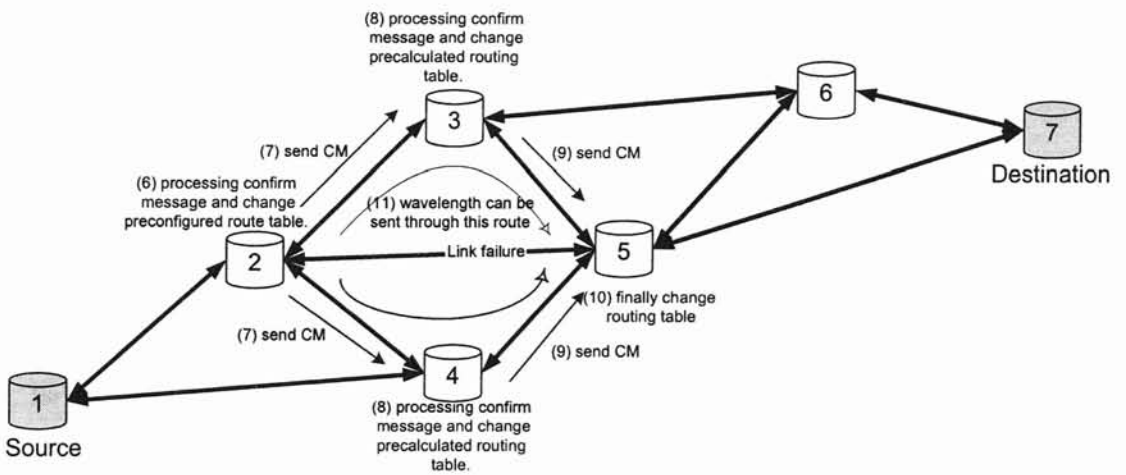 (8) processing confirm
message and change
precalculated routing
table.
3
6
7
Destination
(7) send CM
(9) send CM
(6) processing confirm
message and change
preconfigured route table.
(11) wavelength can be
sent through this route
2
Link failure
5
(10) finally change
routing table
(7) send CM
(9) send CM
4
1
Source
(8) processing confirm
message and change
precalculated routing
table.